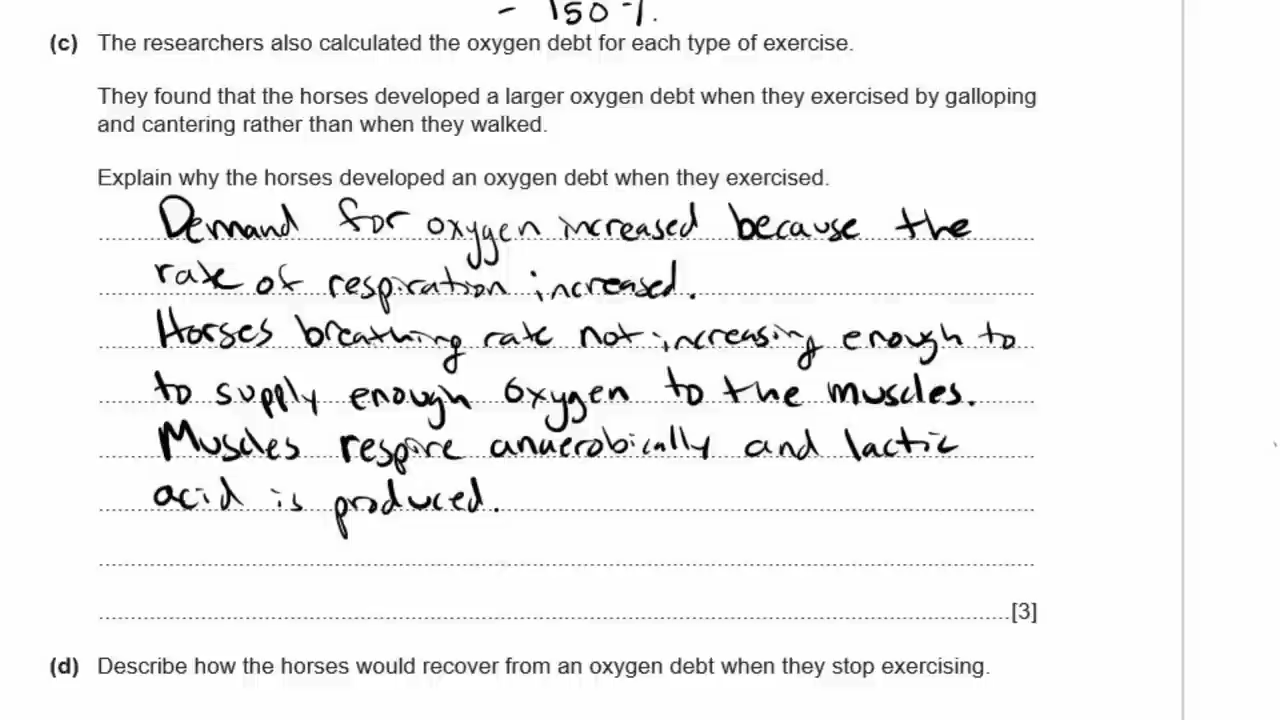 - 150 %.
(c) The researchers also calculated the oxygen debt for each type of exercise.
They found that the horses developed a larger oxygen debt when they exercised by galloping
and cantering rather than when they walked.
Explain why the horses developed an oxygen debt when they exercised.
Demand for oxygen increased because the
rate of respiration increased.
Horses breathing rate not increasing enough to
to supply enough oxygen to the muscles.
Muscles respire anaerobically and lactic
acid is produced.
[3]
(d) Describe how the horses would recover from an oxygen debt when they stop exercising.